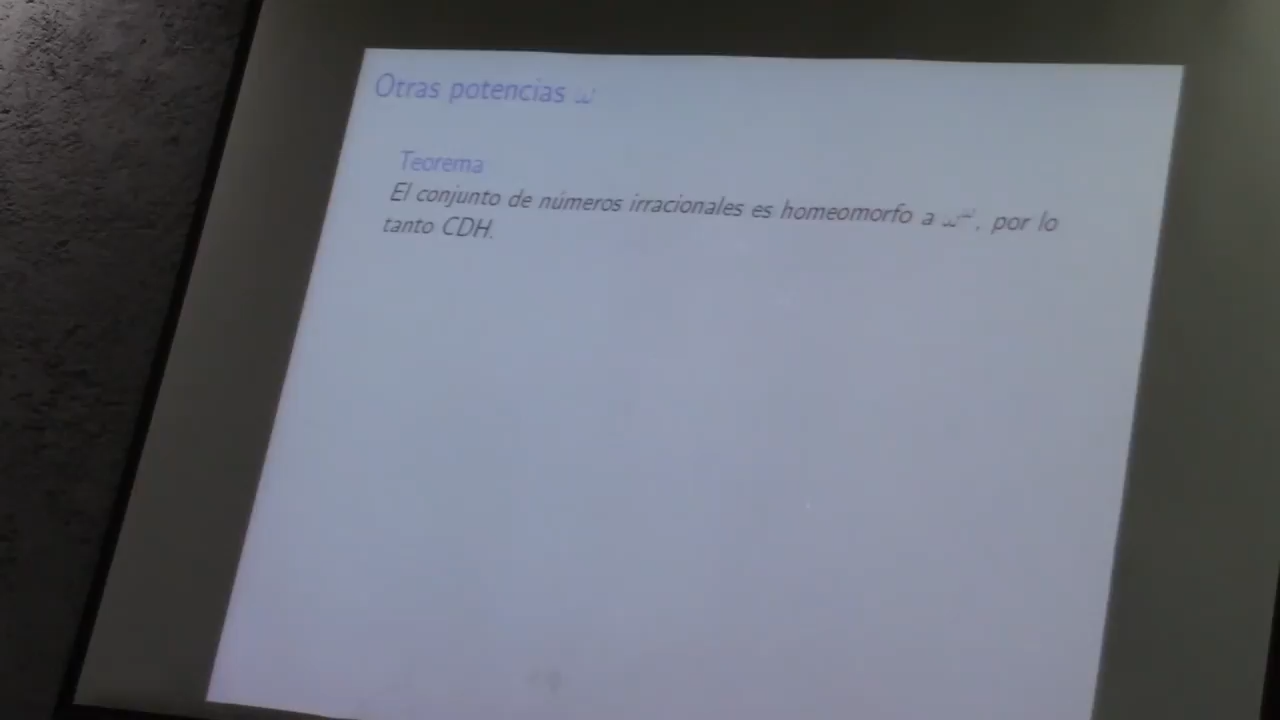 Otras potencias ω
Teorema
El conjunto de números irracionales es homeomorfo a ω^ω, por lo
tanto CDH.